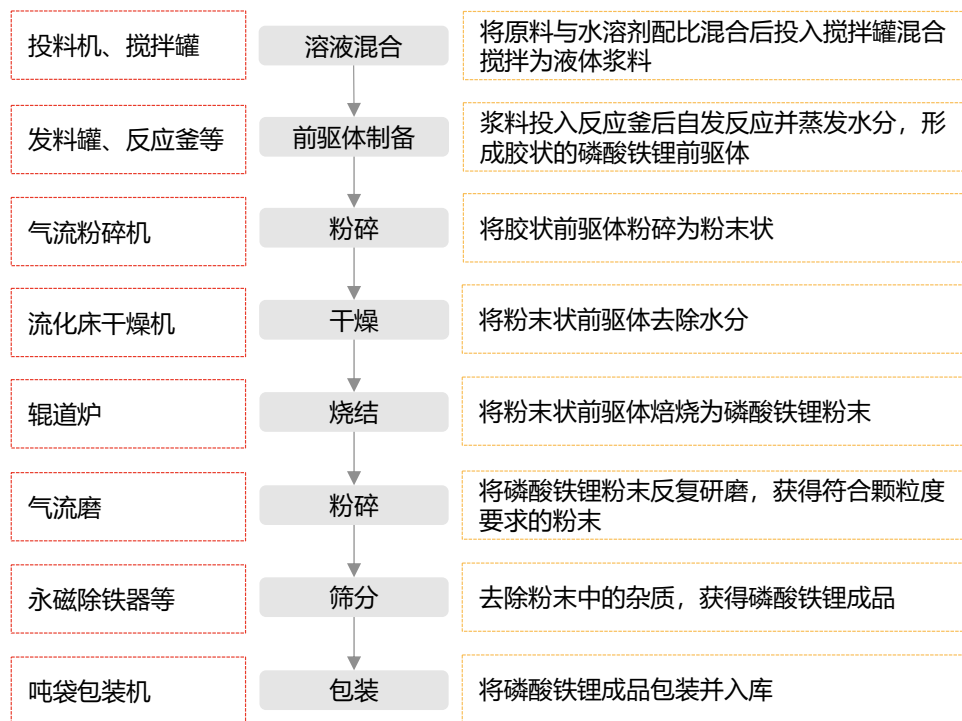 投料机、搅拌罐
溶液混合
将原料与水溶剂配比混合后投入搅拌罐混合
搅拌为液体浆料
发料罐、反应釜等
前驱体制备
浆料投入反应釜后自发反应并蒸发水分，形
成胶状的磷酸铁锂前驱体
气流粉碎机
粉碎
将胶状前驱体粉碎为粉末状
流化床干燥机
干燥
将粉末状前驱体去除水分
辊道炉
烧结
将粉末状前驱体焙烧为磷酸铁锂粉末
气流磨
粉碎
将磷酸铁锂粉末反复研磨，获得符合颗粒度
要求的粉末
永磁除铁器等
筛分
去除粉末中的杂质，获得磷酸铁锂成品
吨袋包装机
包装
将磷酸铁锂成品包装并入库